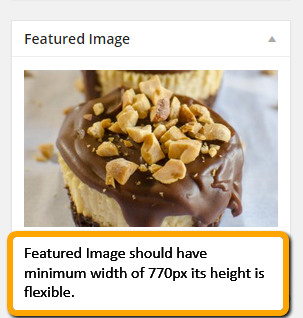 Featured Image
Featured Image should have
minimum width of 770px its height is
flexible.